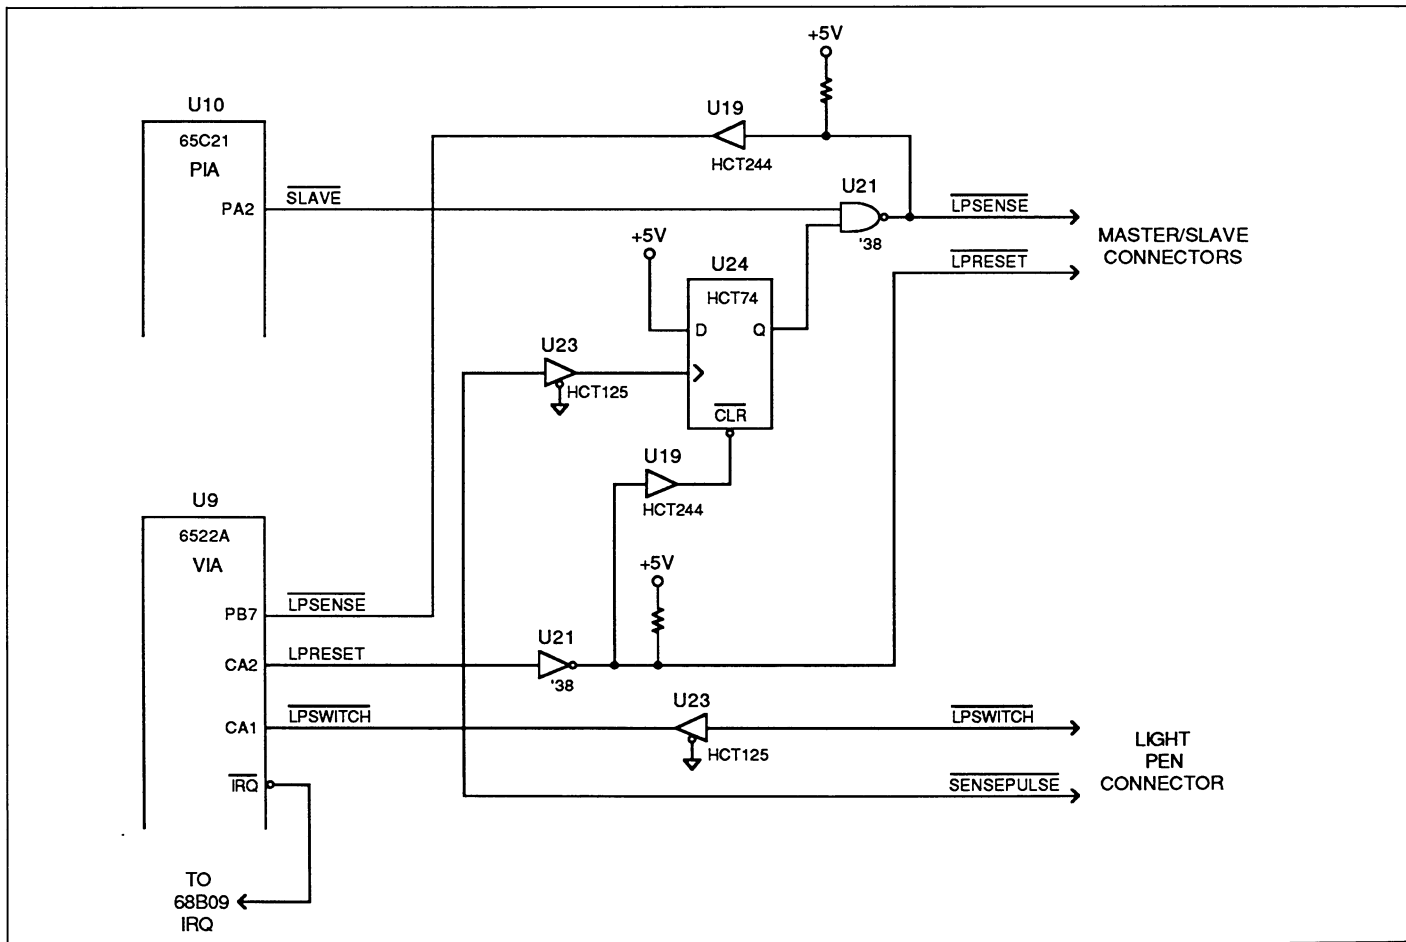 +5V
U10
65C21
PIA
PA2
SLAVE
U19
HCT244
U21
'38
LPSENSE
LPRESET
MASTER/SLAVE
CONNECTORS
+5V
U24
HCT74
D
Q
CLR
U23
HCT125
U19
HCT244
U9
6522A
VIA
PB7
LPSENSE
CA2
LPRESET
U21
'38
+5V
CA1
LPSWITCH
U23
HCT125
LPSWITCH
IRQ
SENSEPULSE
LIGHT
PEN
CONNECTOR
TO
68B09
IRQ